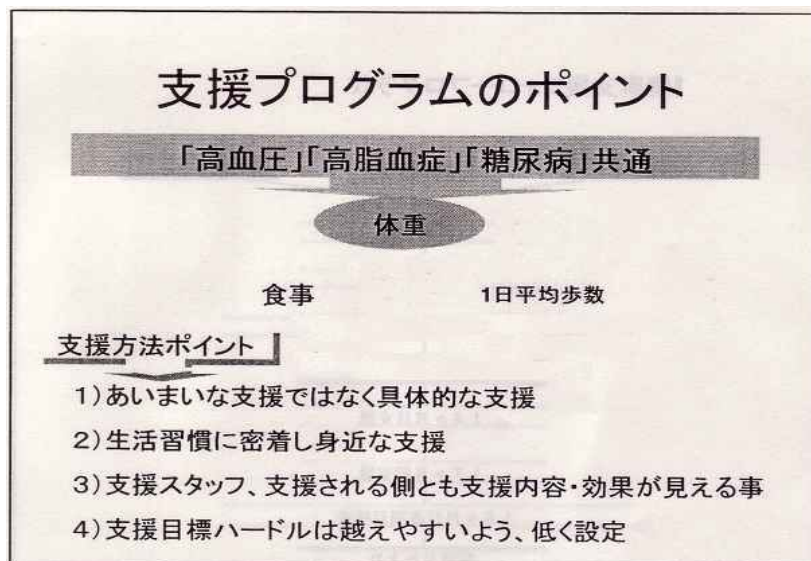 支援プログラムのポイント
「高血圧」「高脂血症」「糖尿病」共通
体重
食事 1日平均歩数
支援方法ポイント
1)あいまいな支援ではなく具体的な支援
2)生活習慣に密着し身近な支援
3)支援スタッフ、支援される側とも支援内容・効果が見える事
4)支援目標ハードルは越えやすいよう、低く設定